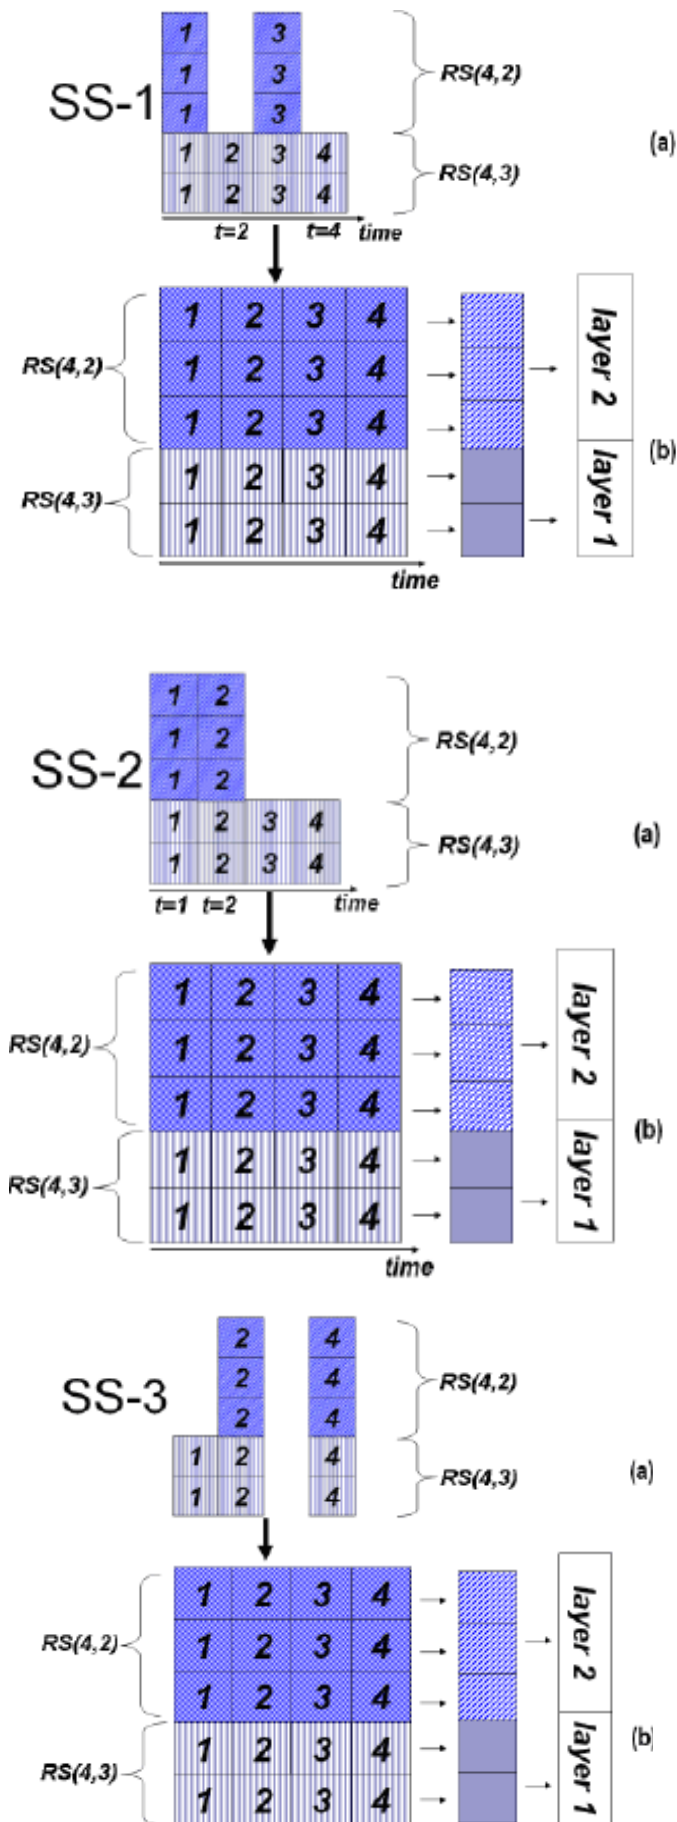 1 3
1 3 RS(4,2)
SS-1
1 3
(a)
1 2 3 4
RS(4,3)
1 2 3 4
t=2 t=4 time
1 2 3 4
RS(4,2) 1 2 3 4 layer 2
1 2 3 4
(b)
RS(4,3) 1 2 3 4 layer 1
1 2 3 4
time
1 2
1 2 RS(4,2)
SS-2
1 2
1 2 3 4 (a)
RS(4,3)
1 2 3 4
t=1 t=2 time
1 2 3 4
RS(4,2) 1 2 3 4 layer 2
1 2 3 4
(b)
1 2 3 4
RS(4,3) layer 1
1 2 3 4
time
2 4
2 4 RS(4,2)
SS-3
2 4
1 2 4 (a)
RS(4,3)
1 2 4
1 2 3 4
RS(4,2) 1 2 3 4 layer 2
1 2 3 4
(b)
1 2 3 4
RS(4,3) layer 1
1 2 3 4